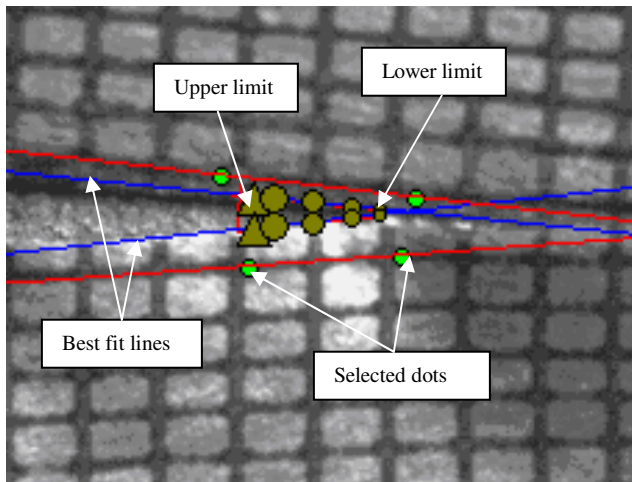 Upper limit
Lower limit
Best fit lines
Selected dots